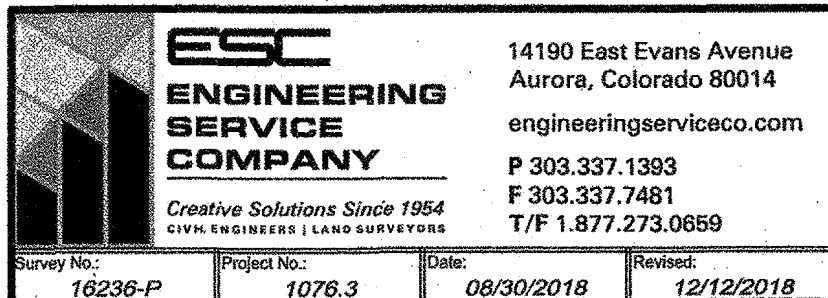 ESC
ENGINEERING
SERVICE
COMPANY
Creative Solutions Since 1954
CIVIL ENGINEERS | LAND SURVEYORS
14190 East Evans Avenue
Aurora, Colorado 80014
engineeringserviceco.com
P 303.337.1393
F 303.337.7481
T/F 1.877.273.0659
Survey No.: Project No.: Date: Revised:
16236-P 1076.3 08/30/2018 12/12/2018